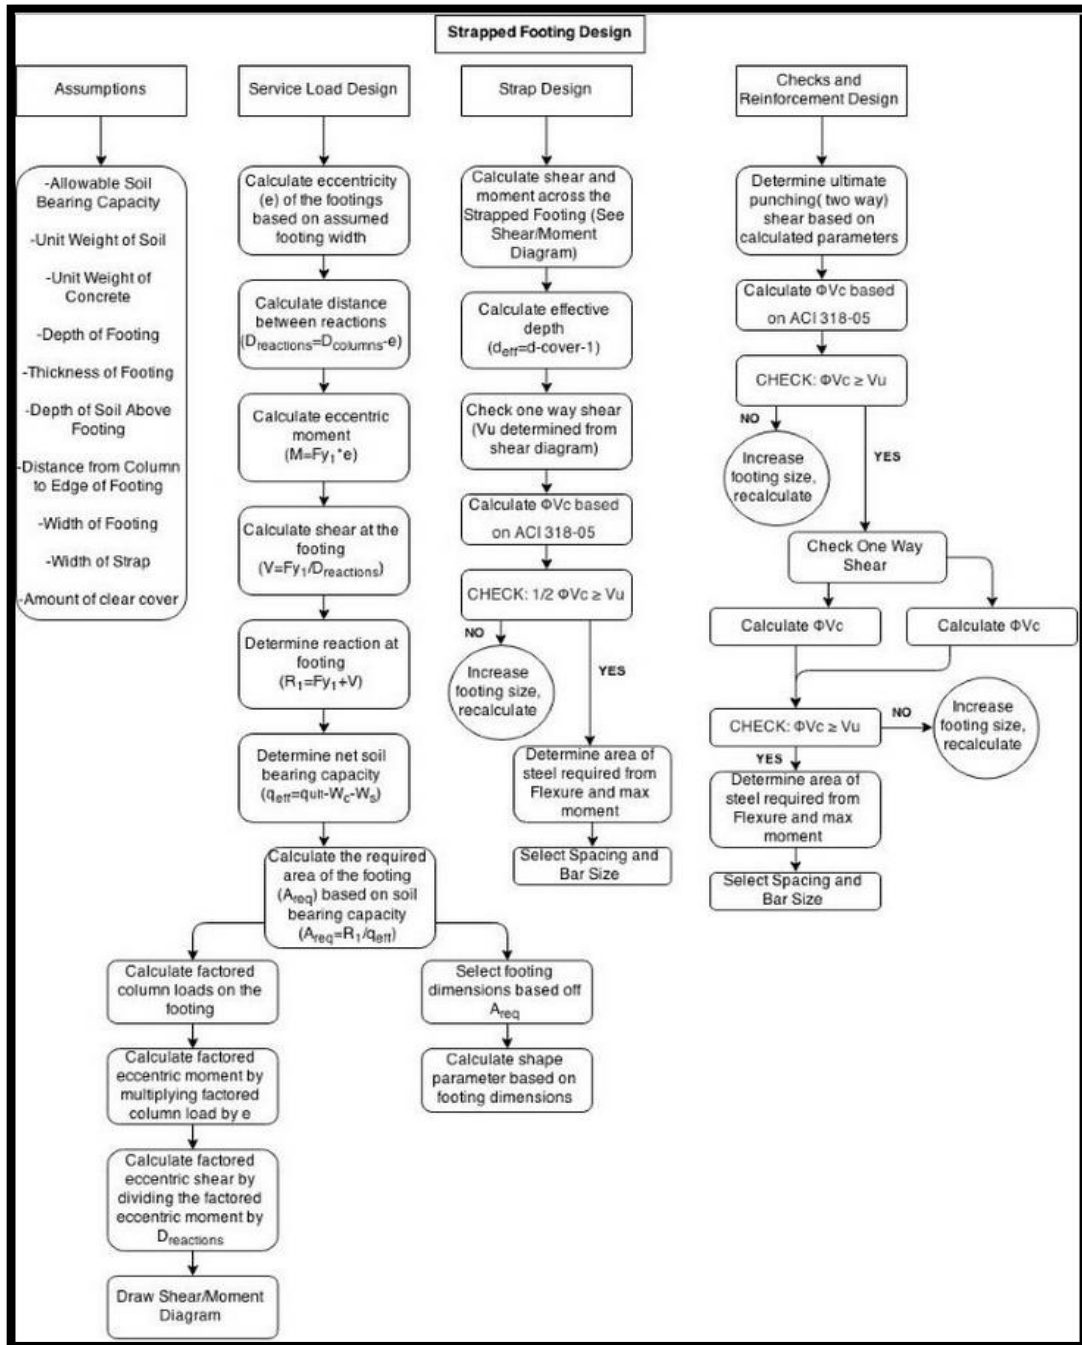 Strapped Footing Design
Assumptions
-Allowable Soil
Bearing Capacity
-Unit Weight of Soil
-Unit Weight of
Concrete
-Depth of Footing
-Thickness of Footing
-Depth of Soil Above
Footing
-Distance from Column
to Edge of Footing
-Width of Footing
-Width of Strap
-Amount of clear cover
Service Load Design
Calculate eccentricity
(e) of the footings
based on assumed
footing width
Calculate distance
between reactions
(Dreactions=Dcolumns-e)
Calculate eccentric
moment
(M=Fy1*e)
Calculate shear at the
footing
(V=Fy1/Dreactions)
Determine reaction at
footing
(R1=Fy1+V)
Determine net soil
bearing capacity
(qeff=qult-Wc-Ws)
Calculate the required
area of the footing
(Areq) based on soil
bearing capacity
(Areq=R1/qeff)
Calculate factored
column loads on the
footing
Calculate factored
eccentric moment by
multiplying factored
column load by e
Calculate factored
eccentric shear by
dividing the factored
eccentric moment by
Dreactions
Draw Shear/Moment
Diagram
Select footing
dimensions based off
Areq
Calculate shape
parameter based on
footing dimensions
Strap Design
Calculate shear and
moment across the
Strapped Footing (See
Shear/Moment
Diagram)
Calculate effective
depth
(deff=d-cover-1)
Check one way shear
(Vu determined from
shear diagram)
Calculate ΦVc based
on ACI 318-05
CHECK: 1/2 ΦVc ≥ Vu
NO
Increase
footing size,
recalculate
YES
Determine area of
steel required from
Flexure and max
moment
Select Spacing and
Bar Size
Checks and
Reinforcement Design
Determine ultimate
punching( two way)
shear based on
calculated parameters
Calculate ΦVc based
on ACI 318-05
CHECK: ΦVc ≥ Vu
NO
Increase
footing size,
recalculate
YES
Check One Way
Shear
Calculate ΦVc
Calculate ΦVc
CHECK: ΦVc ≥ Vu
NO
Increase
footing size,
recalculate
YES
Determine area of
steel required from
Flexure and max
moment
Select Spacing and
Bar Size